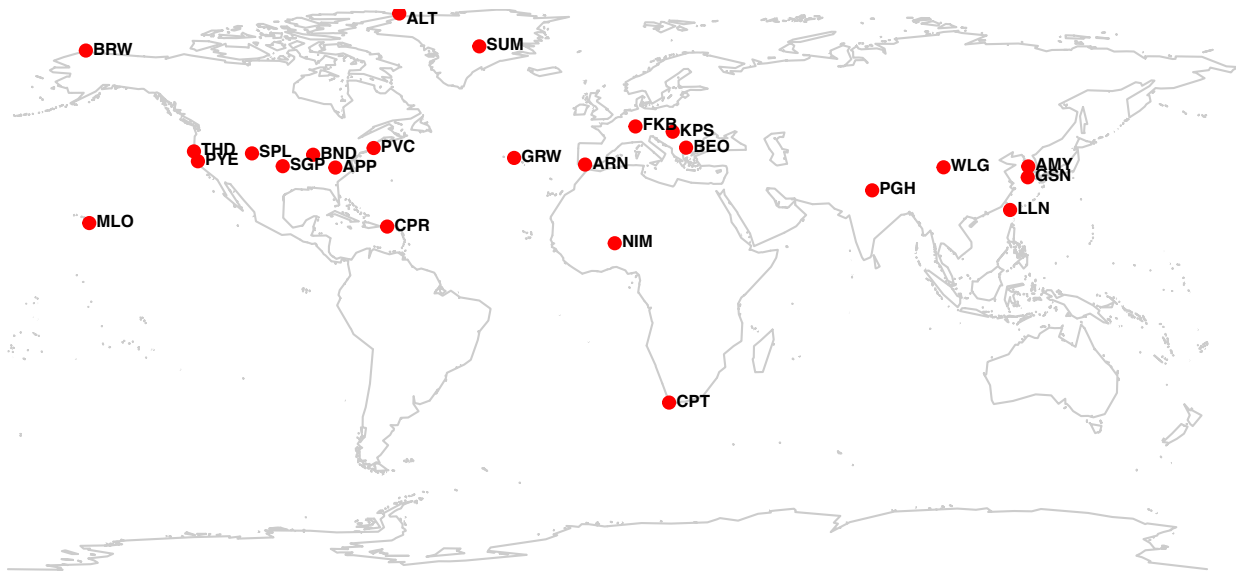 ALT
SUM
BRW
FKB
KPS
THD
PVC
BEO
SPL
BND
PYE
GRW
SGP
APP
ARN
WLG
AMY
GSN
PGH
LLN
MLO
CPR
NIM
CPT